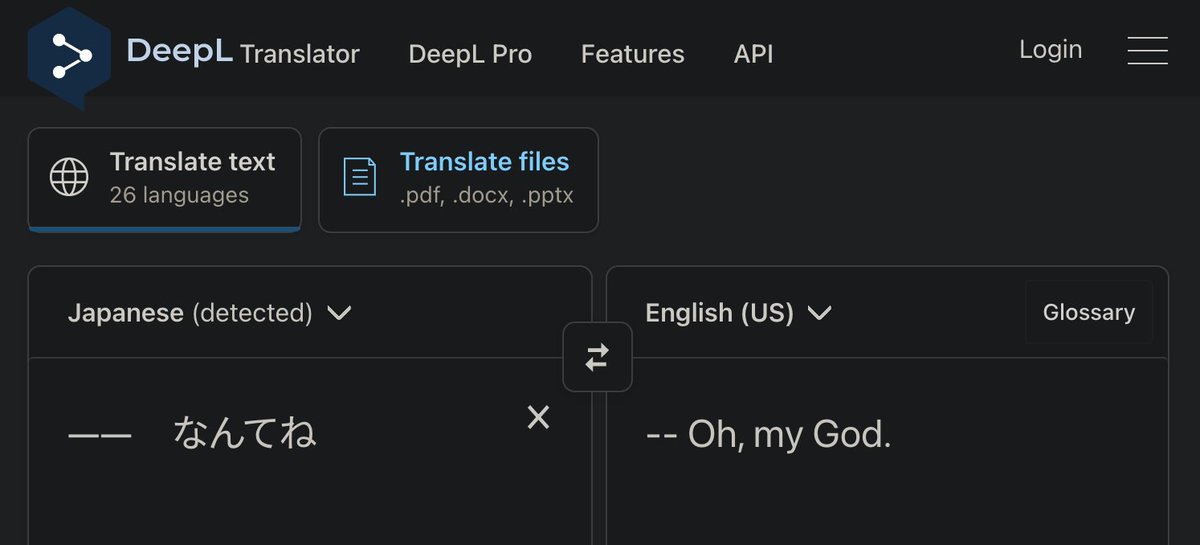 DeepL Translator DeepL Pro Features API Login
Translate text
26 languages
Translate files
.pdf, .docx, .pptx
Japanese (detected)
English (US)
Glossary
—— なんてね
-- Oh, my God.